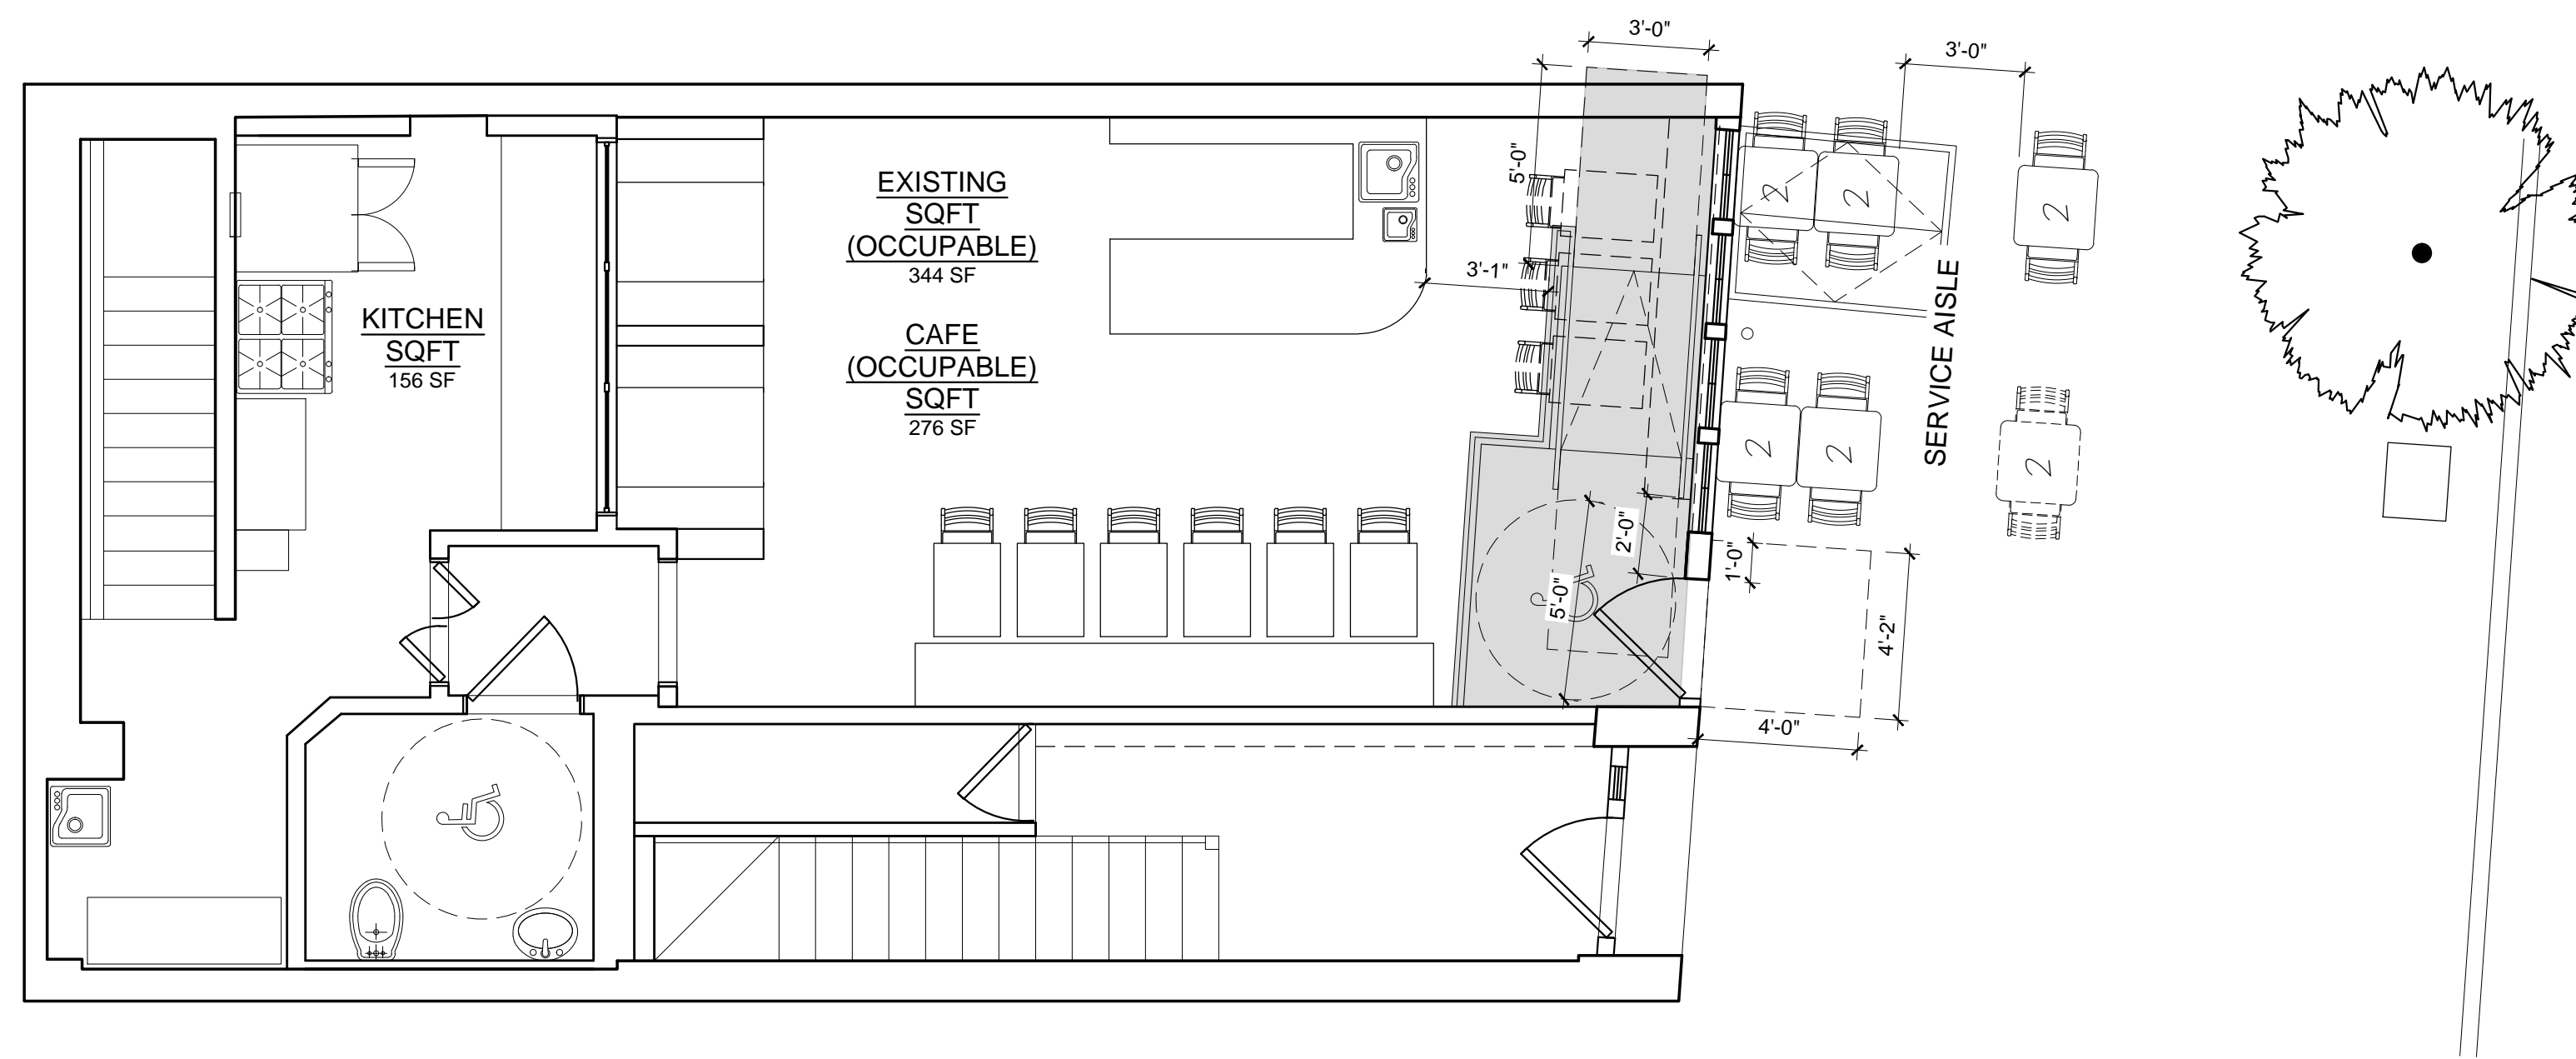 3'-0"
3'-0"
5'-0"
EXISTING
SQFT
(OCCUPABLE)
344 SF
3'-1"
CAFE
(OCCUPABLE)
SQFT
276 SF
KITCHEN
SQFT
156 SF
2
2
2
SERVICE AISLE
2
2
2
2'-0"
5'-0"
1'-0"
4'-2"
4'-0"